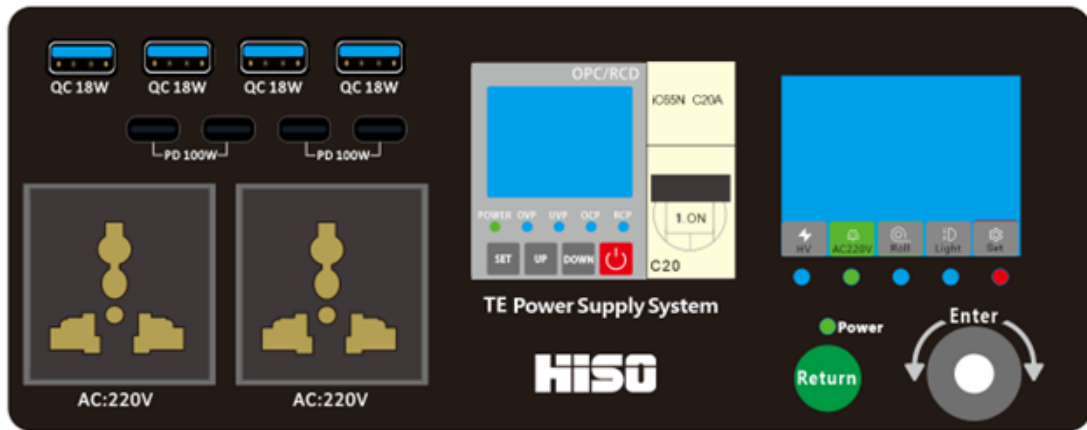 QC 18W QC 18W QC 18W QC 18W
PD 100W PD 100W
AC:220V AC:220V
OPC/RCD
POWER OVP UVP OCP RCP
SET UP DOWN
iC65N C20A
1.ON
C20
TE Power Supply System
HISO
HV AC220V Roll Light Set
Power
Return
Enter